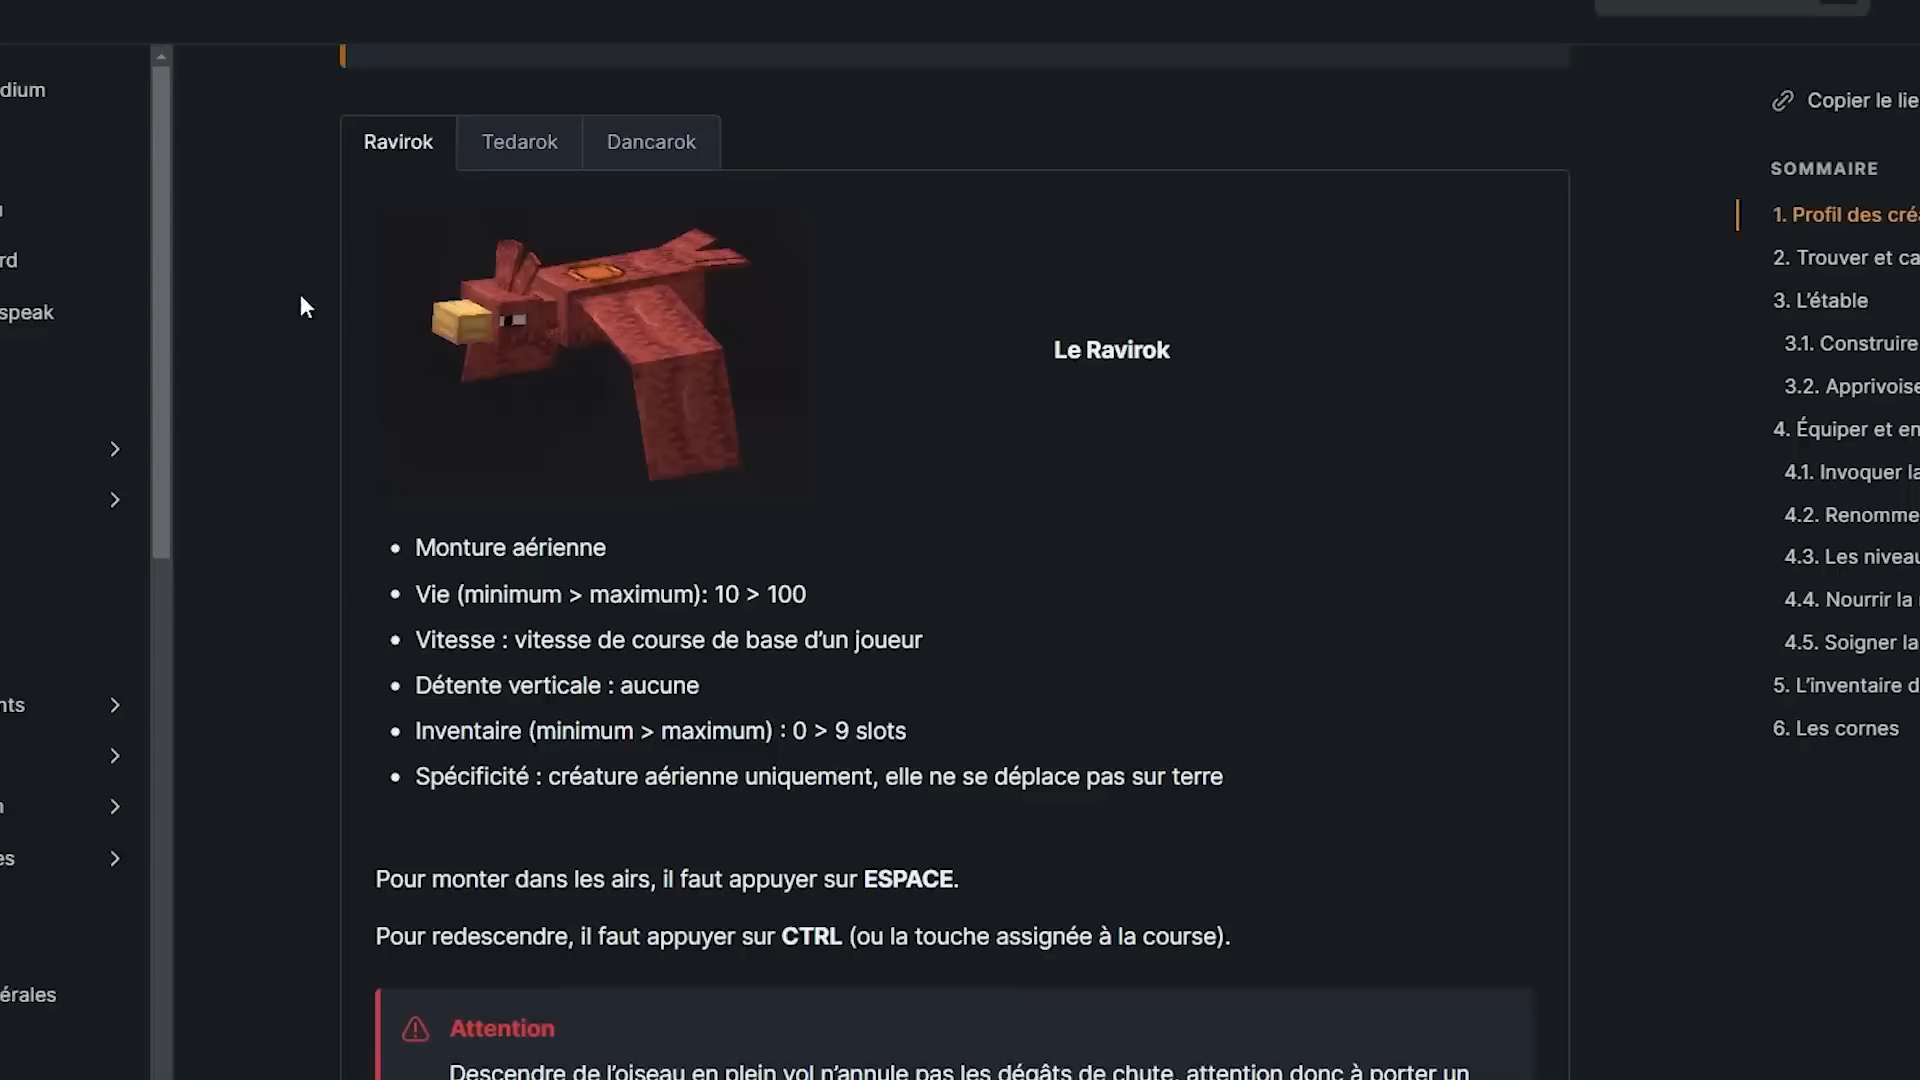 dium
rd
speak
nts
es
érales
Ravirok
Tedarok
Dancarok
Le Ravirok
• Monture aérienne
• Vie (minimum > maximum): 10 > 100
• Vitesse : vitesse de course de base d’un joueur
• Détente verticale : aucune
• Inventaire (minimum > maximum) : 0 > 9 slots
• Spécificité : créature aérienne uniquement, elle ne se déplace pas sur terre
Pour monter dans les airs, il faut appuyer sur ESPACE.
Pour redescendre, il faut appuyer sur CTRL (ou la touche assignée à la course).
Attention
Descendre de l’oiseau en plein vol n’annule pas les dégâts de chute, attention donc à porter un
Copier le lie
SOMMAIRE
1. Profil des cré
2. Trouver et ca
3. L’étable
3.1. Construire
3.2. Apprivoise
4. Équiper et en
4.1. Invoquer la
4.2. Renomme
4.3. Les niveau
4.4. Nourrir la
4.5. Soigner la
5. L’inventaire d
6. Les cornes